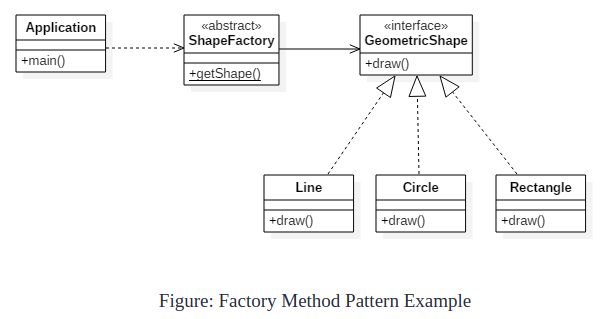 Application
+main()
«abstract»
ShapeFactory
+getShape()
«interface»
GeometricShape
+draw()
Line
+draw()
Circle
+draw()
Rectangle
+draw()
Figure: Factory Method Pattern Example